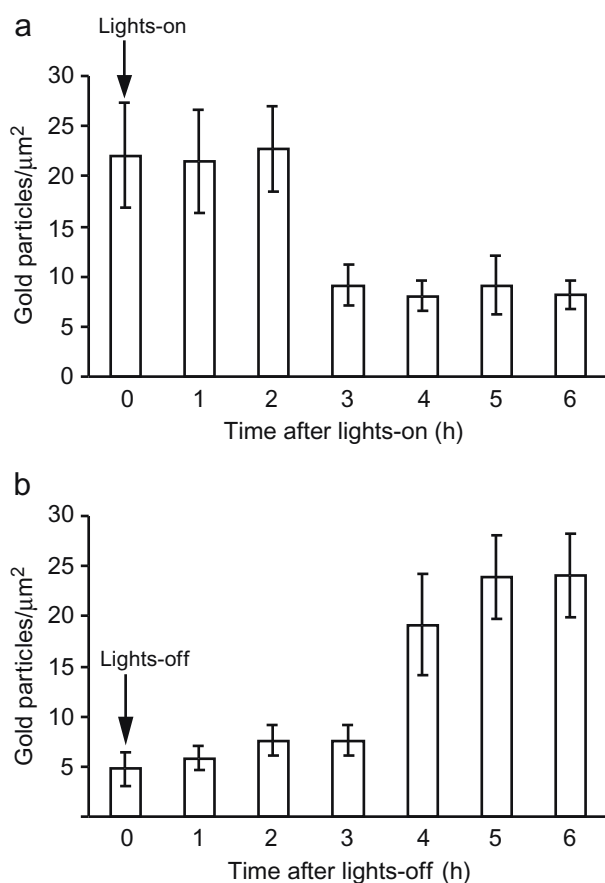 a
Lights-on
30
25
20
15
10
5
0
Gold particles/μm²
0 1 2 3 4 5 6
Time after lights-on (h)
b
30
25
20
15
10
5
Gold particles/μm²
Lights-off
0 1 2 3 4 5 6
Time after lights-off (h)